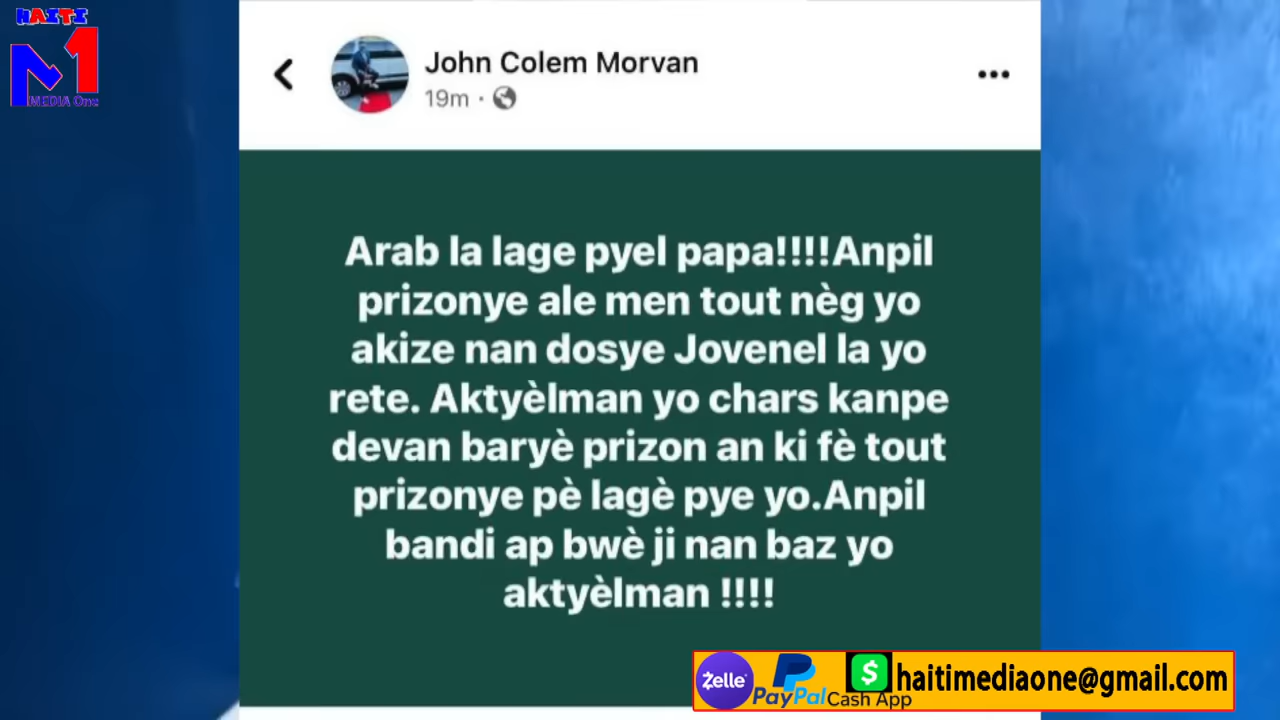 HAITI
M1
MEDIA One
John Colem Morvan
19m ·
Arab la lage pyel papa!!!!Anpil
prizonye ale men tout nèg yo
akize nan dosye Jovenel la yo
rete. Aktyèlman yo chars kanpe
devan baryè prizon an ki fè tout
prizonye pè lagè pye yo.Anpil
bandi ap bwè ji nan baz yo
aktyèlman !!!!
Zelle
PayPal
$
Cash App
haitimediaone@gmail.com